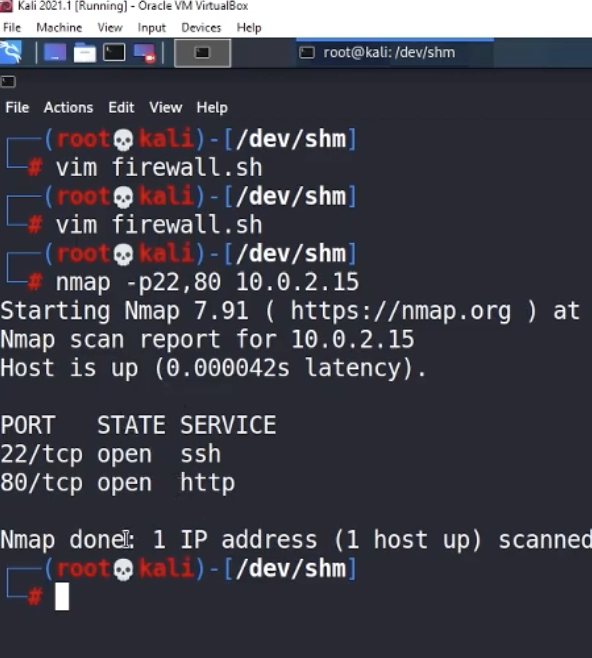 Kali 2021.1 [Running] - Oracle VM VirtualBox
File Machine View Input Devices Help
root@kali: /dev/shm
File Actions Edit View Help
(root💀kali)-[/dev/shm]
# vim firewall.sh
(root💀kali)-[/dev/shm]
# vim firewall.sh
(root💀kali)-[/dev/shm]
# nmap -p22,80 10.0.2.15
Starting Nmap 7.91 ( https://nmap.org ) at
Nmap scan report for 10.0.2.15
Host is up (0.000042s latency).
PORT STATE SERVICE
22/tcp open ssh
80/tcp open http
Nmap done: 1 IP address (1 host up) scanned
(root💀kali)-[/dev/shm]
#